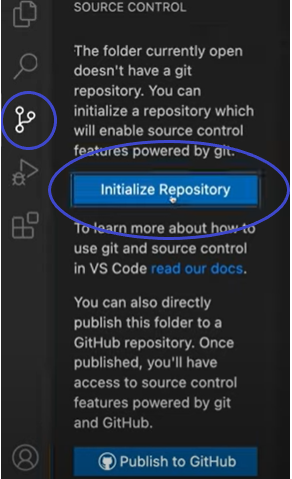 SOURCE CONTROL
The folder currently open
doesn't have a git
repository. You can
initialize a repository which
will enable source control
features powered by git.
Initialize Repository
To learn more about how to
use git and source control
in VS Code read our docs.
You can also directly
publish this folder to a
GitHub repository. Once
published, you'll have
access to source control
features powered by git
and GitHub.
Publish to GitHub